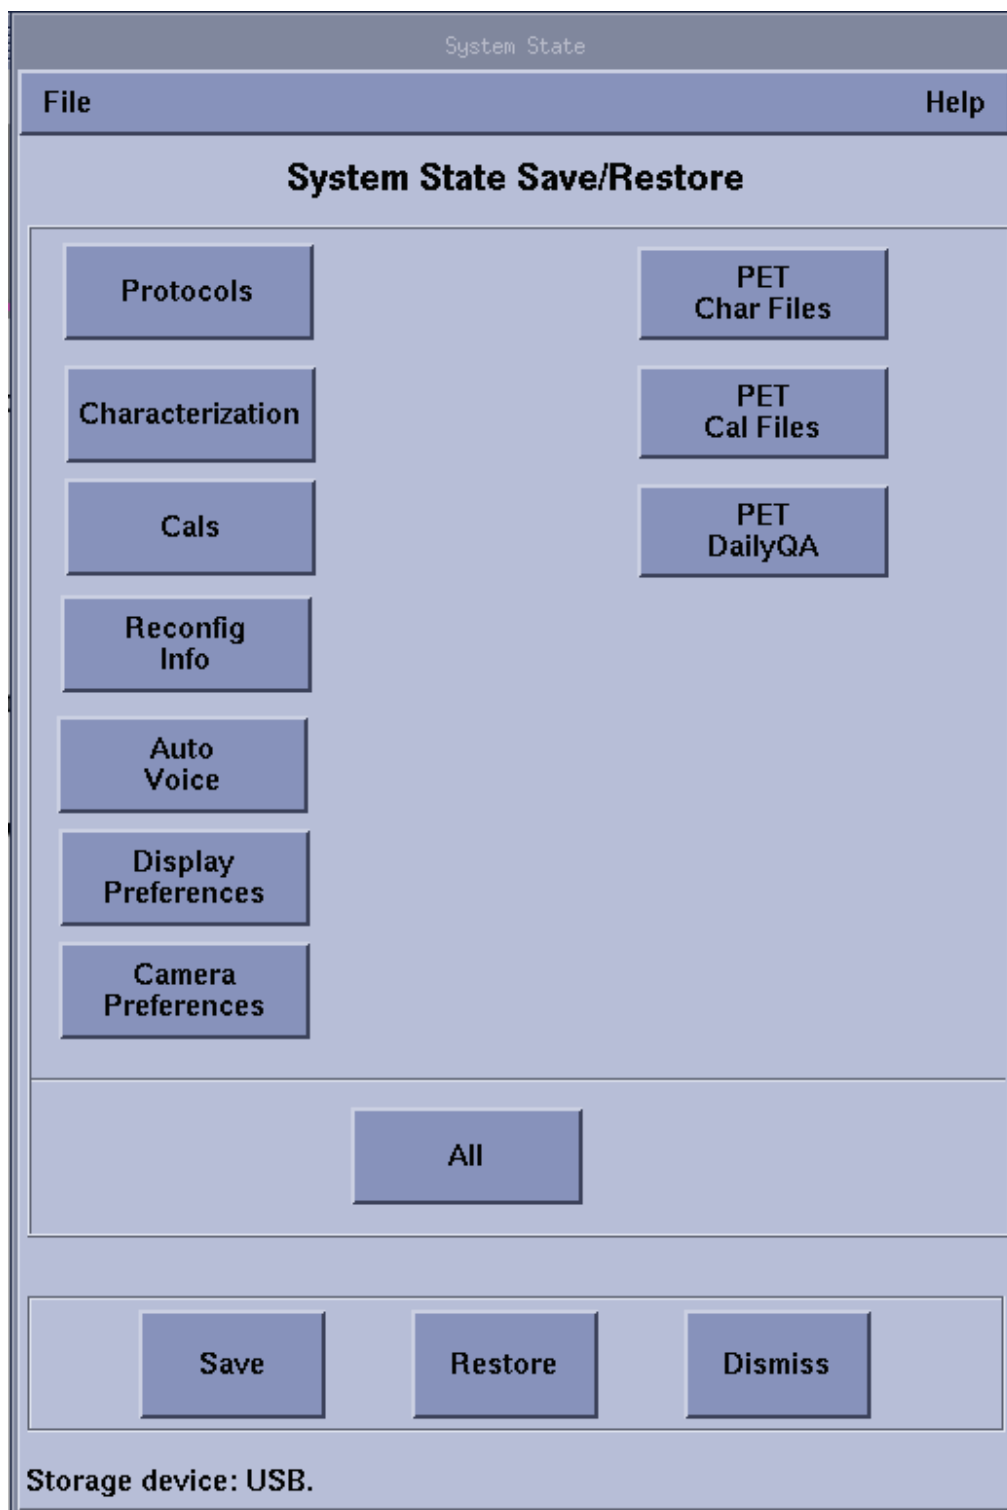 System State
File Help
System State Save/Restore
Protocols
Characterization
Cals
Reconfig
Info
Auto
Voice
Display
Preferences
Camera
Preferences
PET
Char Files
PET
Cal Files
PET
DailyQA
All
Save Restore Dismiss
Storage device: USB.